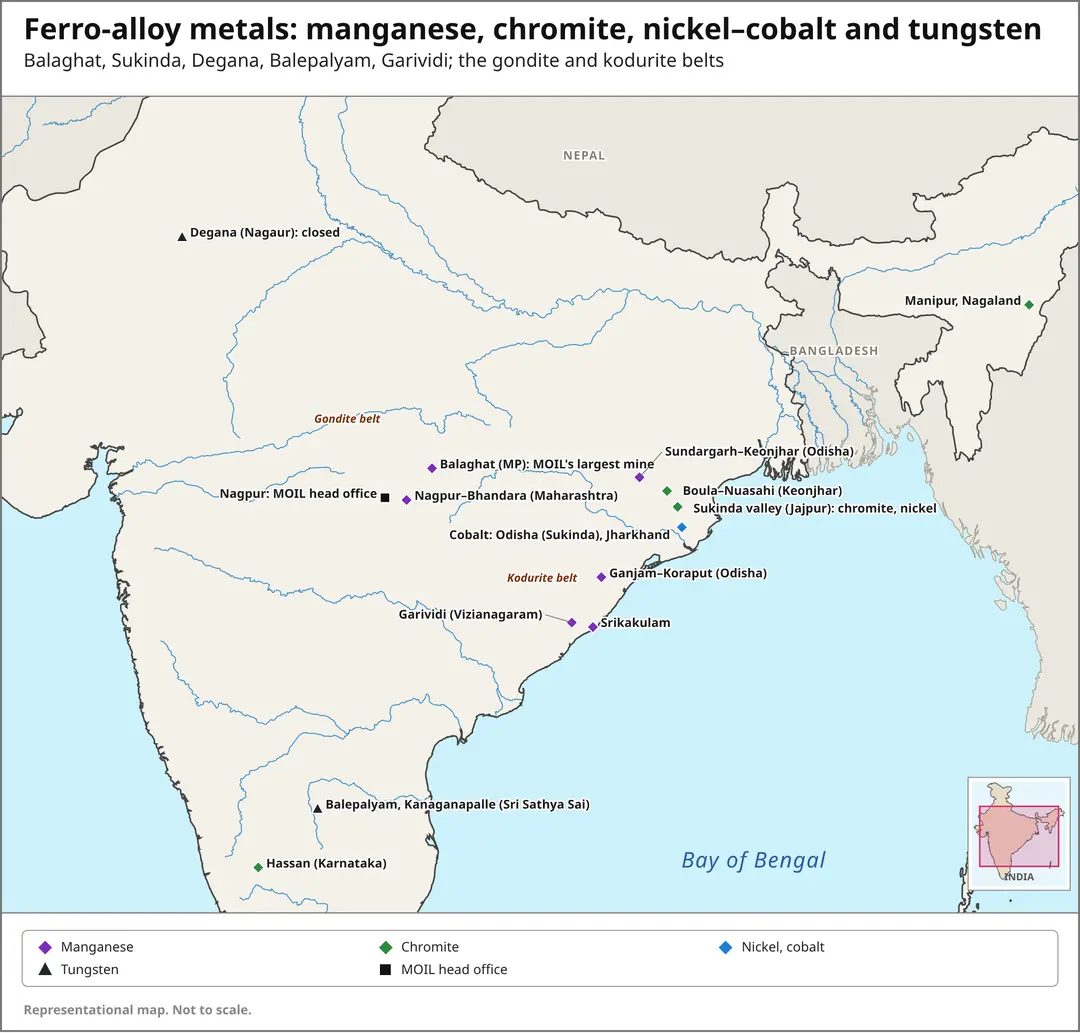 Ferro-alloy metals: manganese, chromite, nickel–cobalt and tungsten
Balaghat, Sukinda, Degana, Balepalyam, Garividi; the gondite and kodurite belts
NEPAL
Degana (Nagaur): closed
Manipur, Nagaland
BANGLADESH
Gondite belt
Sundargarh–Keonjhar (Odisha)
Balaghat (MP): MOIL's largest mine
Boula–Nuasahi (Keonjhar)
Nagpur: MOIL head office
Nagpur–Bhandara (Maharashtra)
Sukinda valley (Jajpur): chromite, nickel
Cobalt: Odisha (Sukinda), Jharkhand
Kodurite belt
Ganjam–Koraput (Odisha)
Garividi (Vizianagaram)
Srikakulam
Balepalyam, Kanaganapalle (Sri Sathya Sai)
Hassan (Karnataka)
Bay of Bengal
INDIA
Manganese
Chromite
Nickel, cobalt
Tungsten
MOIL head office
Representational map. Not to scale.